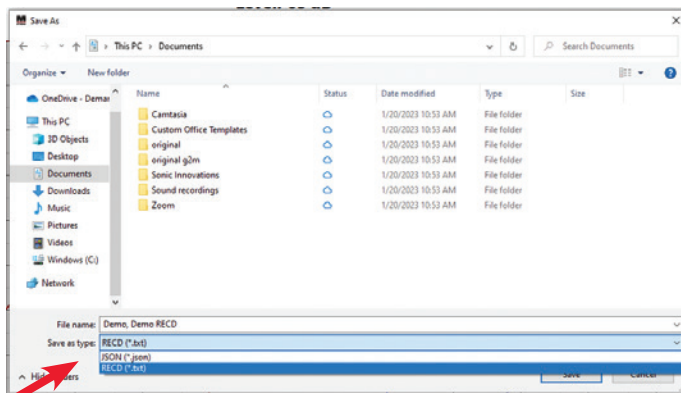 Save As
This PC > Documents
Search Documents
Organize
New folder
Name Status Date modified Type Size
OneDrive - Demar
This PC
3D Objects
Desktop
Documents
Downloads
Music
Pictures
Videos
Windows (C:)
Network
Camtasia 1/20/2023 10:53 AM File folder
Custom Office Templates 1/20/2023 10:53 AM File folder
original 1/20/2023 10:53 AM File folder
original g2m 1/20/2023 10:53 AM File folder
Sonic Innovations 1/20/2023 10:53 AM File folder
Sound recordings 1/20/2023 10:53 AM File folder
Zoom 1/20/2023 10:53 AM File folder
File name: Demo, Demo RECD
Save as type: RECD (*.txt)
JSON (*.json)
RECD (*.txt)
Save Cancel